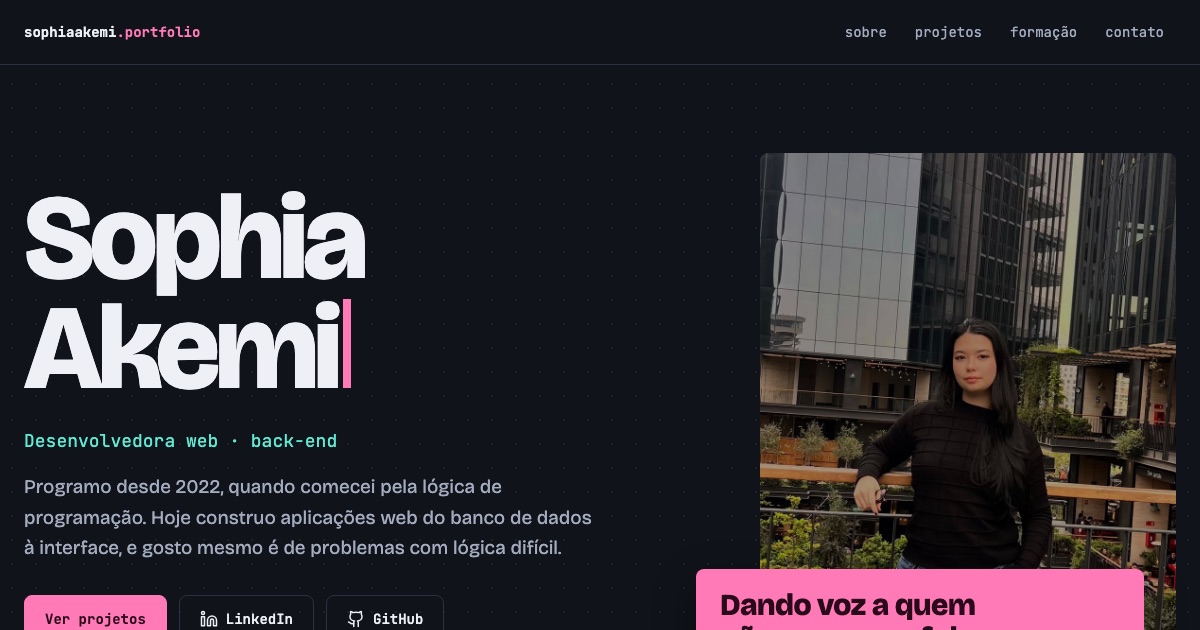 sophiaakemi.portfolio
sobre projetos formação contato
Sophia
Akemi
Desenvolvedora web · back-end
Programo desde 2022, quando comecei pela lógica de
programação. Hoje construo aplicações web do banco de dados
à interface, e gosto mesmo é de problemas com lógica difícil.
Ver projetos LinkedIn GitHub
Dando voz a quem